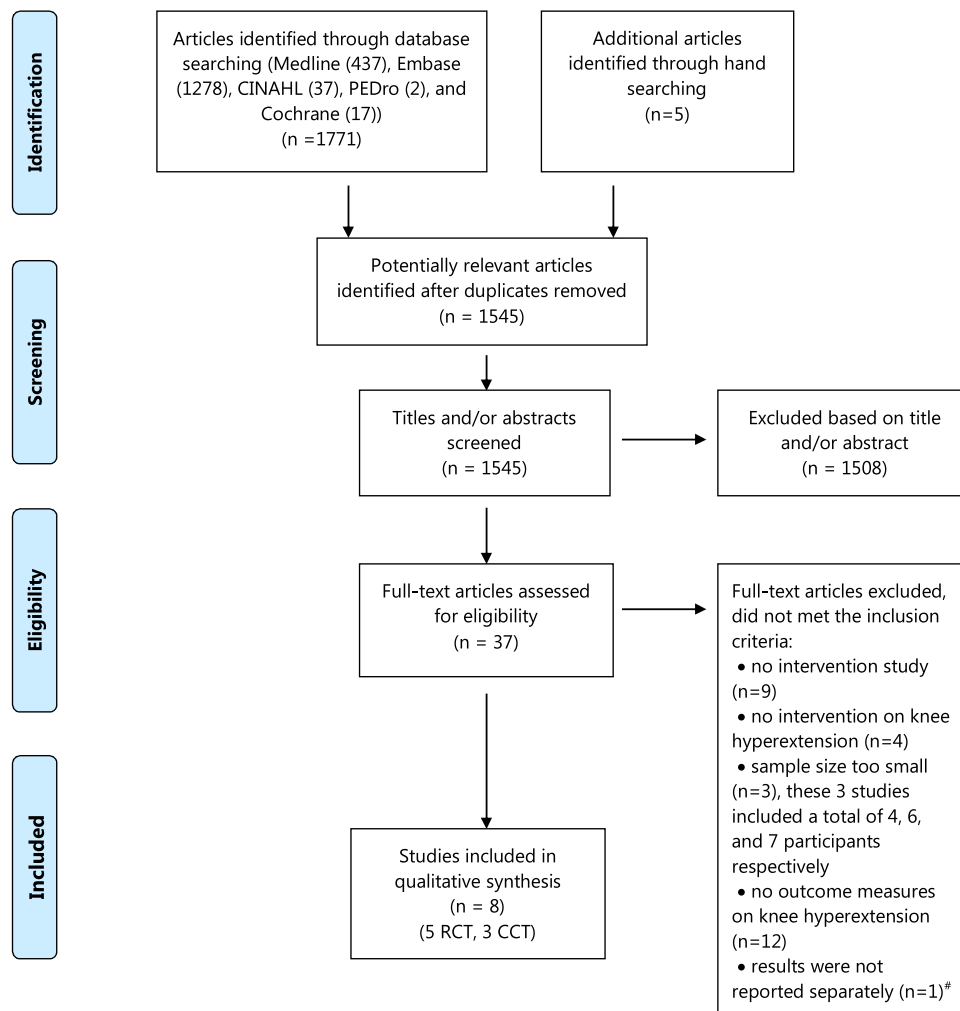 Identification
Articles identified through database
searching (Medline (437), Embase
(1278), CINAHL (37), PEDro (2), and
Cochrane (17))
(n =1771)
Additional articles
identified through hand
searching
(n=5)
Screening
Potentially relevant articles
identified after duplicates removed
(n = 1545)
Titles and/or abstracts
screened
(n = 1545)
Excluded based on title
and/or abstract
(n = 1508)
Eligibility
Full-text articles assessed
for eligibility
(n = 37)
Full-text articles excluded,
did not met the inclusion
criteria:
• no intervention study
(n=9)
• no intervention on knee
hyperextension (n=4)
• sample size too small
(n=3), these 3 studies
included a total of 4, 6,
and 7 participants
respectively
• no outcome measures
on knee hyperextension
(n=12)
• results were not
reported separately (n=1)#
Included
Studies included in
qualitative synthesis
(n = 8)
(5 RCT, 3 CCT)